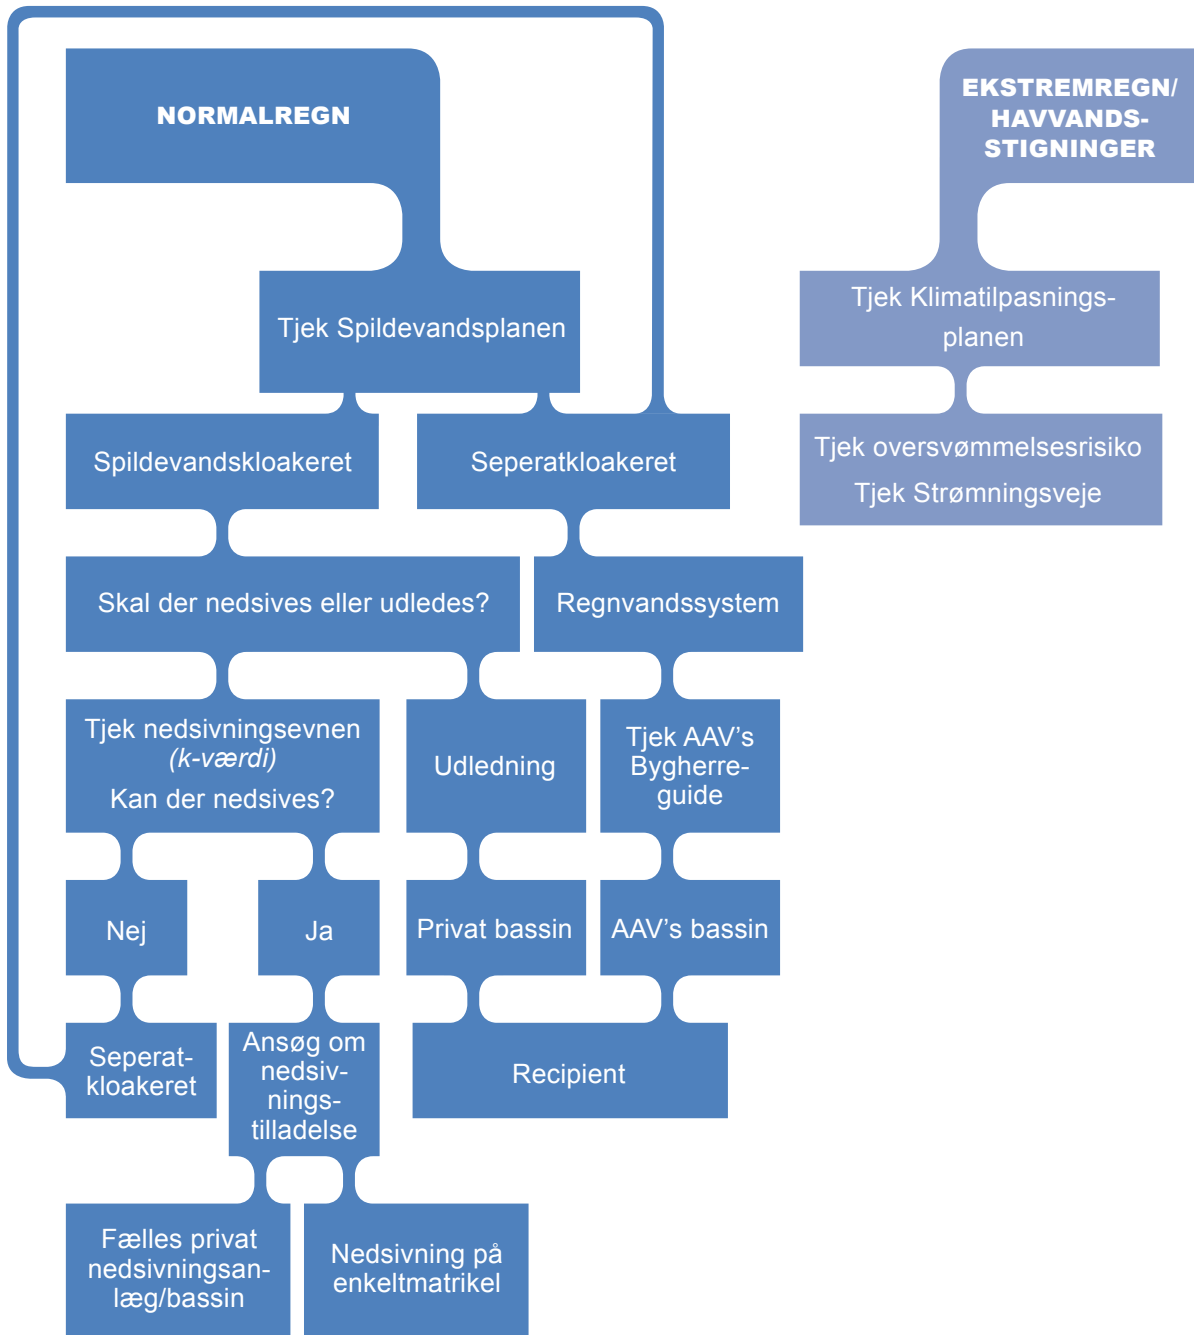 NORMALREGN
EKSTREMREGN/
HAVVANDS-
STIGNINGER
Tjek Spildevandsplanen
Tjek Klimatilpasnings-
planen
Spildevandskloakeret
Seperatkloakeret
Tjek oversvømmelsesrisiko
Tjek Strømningsveje
Skal der nedsives eller udledes?
Regnvandssystem
Tjek nedsivningsevnen
(k-værdi)
Kan der nedsives?
Udledning
Tjek AAV's
Bygherre-
guide
Nej
Ja
Privat bassin
AAV's bassin
Seperat-
kloakeret
Ansøg om
nedsiv-
nings-
tilladelse
Recipient
Fælles privat
nedsivningsan-
læg/bassin
Nedsivning på
enkeltmatrikel